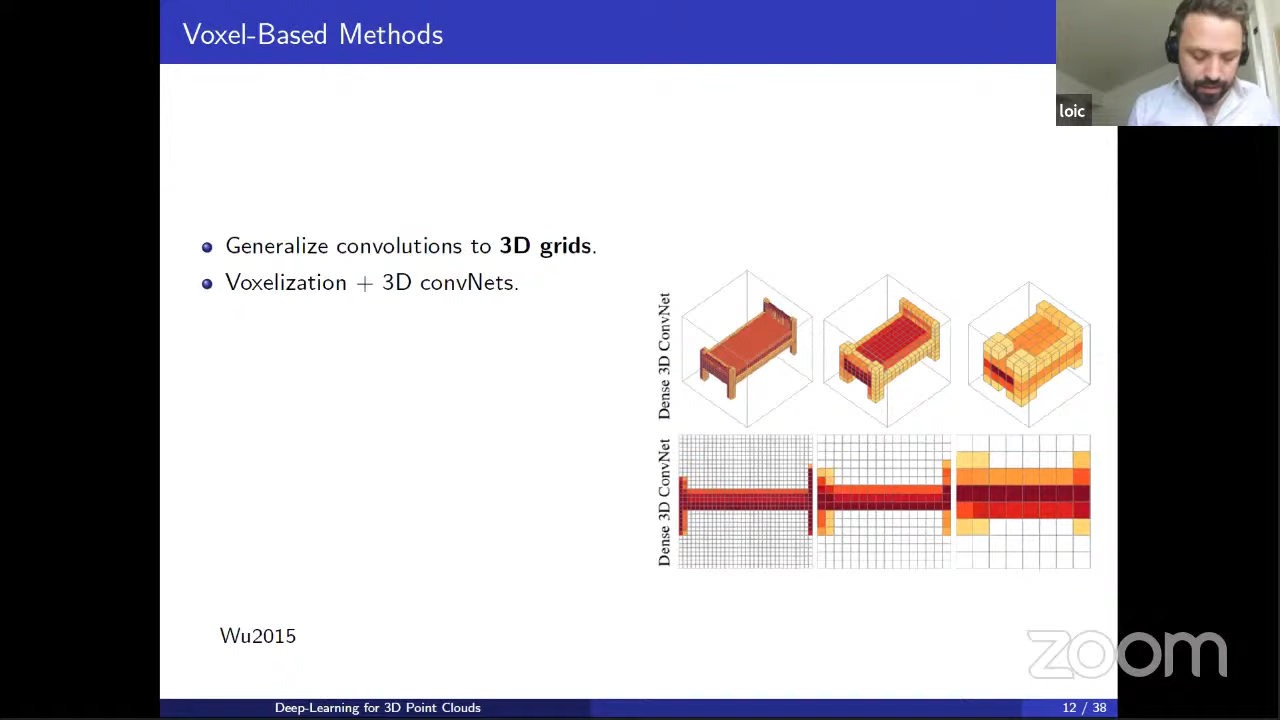 Voxel-Based Methods
loic
Generalize convolutions to 3D grids.
Voxelization + 3D convNets.
Dense 3D ConvNet
Dense 3D ConvNet
Wu2015
zoom
Deep-Learning for 3D Point Clouds
12 / 38